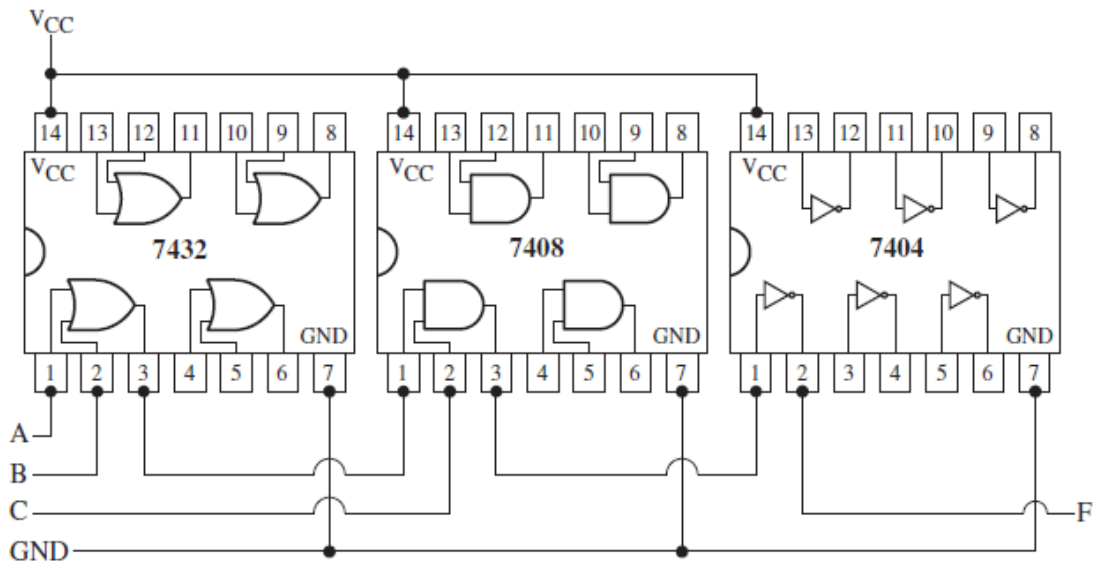 VCC
14 13 12 11 10 9 8 14 13 12 11 10 9 8 14 13 12 11 10 9 8
VCC VCC VCC
7432 7408 7404
GND GND GND
1 2 3 4 5 6 7 1 2 3 4 5 6 7 1 2 3 4 5 6 7
A
B
C F
GND